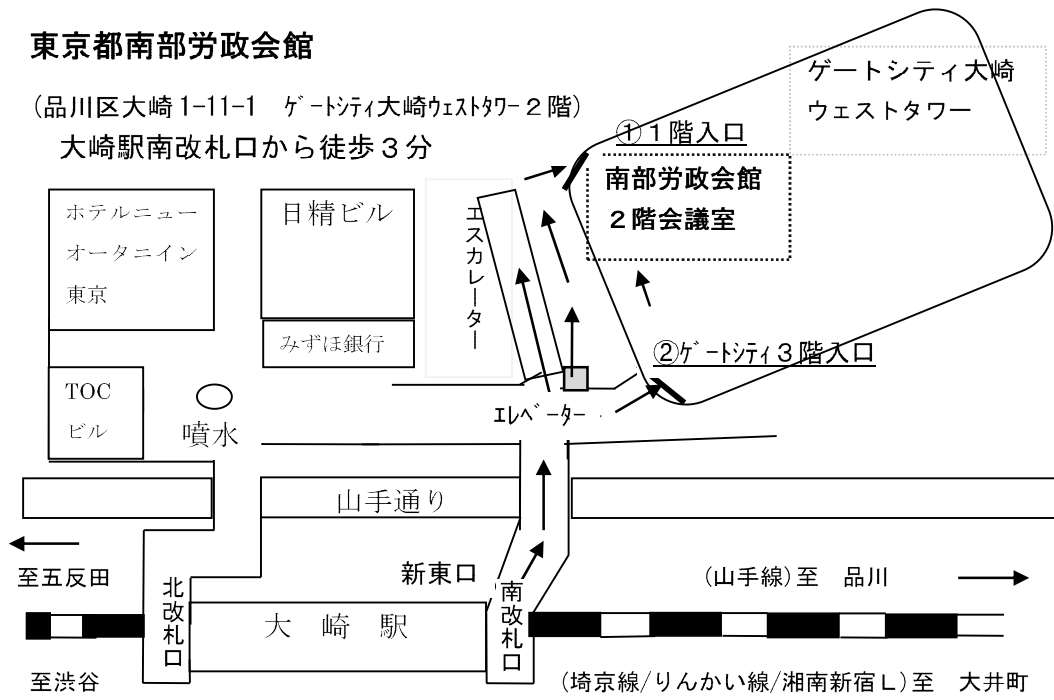 東京都南部労政会館
(品川区大崎1-11-1 ｹﾞｰﾄｼﾃｨ大崎ｳｪｽﾄﾀﾜｰ２階)
大崎駅南改札口から徒歩３分
ゲートシティ大崎
ウェストタワー
①１階入口
南部労政会館
２階会議室
ホテルニュー
オータニイン
東京
日精ビル
エスカレーター
みずほ銀行
②ｹﾞｰﾄｼﾃｨ３階入口
TOC
ビル
噴水
ｴﾚﾍﾞｰﾀｰ
山手通り
至五反田
北改札口
新東口
南改札口
(山手線)至 品川
大 崎 駅
至渋谷
(埼京線/りんかい線/湘南新宿Ｌ)至 大井町